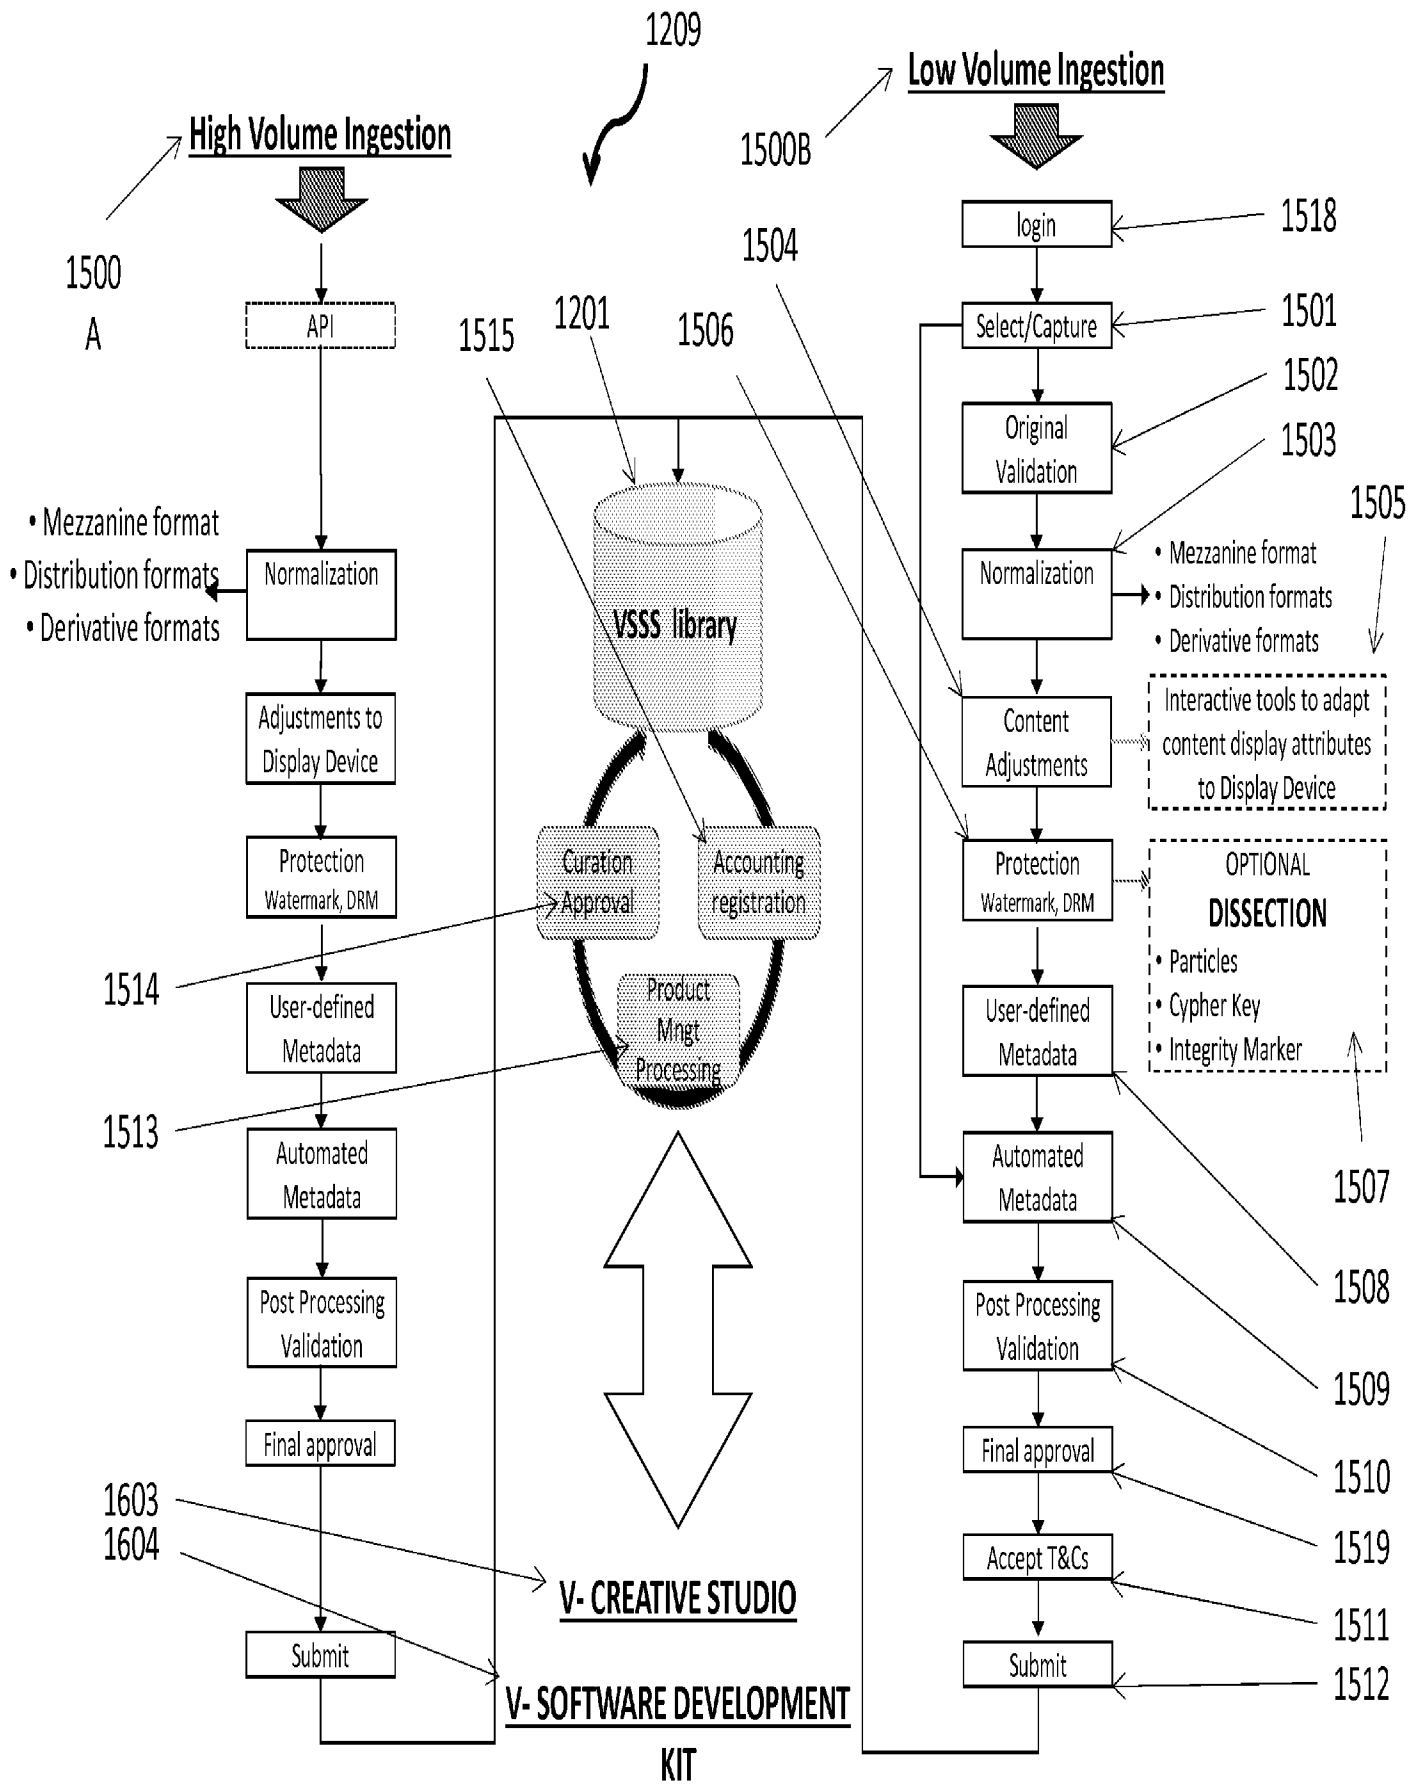 1209
Low Volume Ingestion
High Volume Ingestion
1500B
1500
A
1518
login
1504
1501
Select/Capture
API
1201
1515
1506
1502
Original
Validation
1503
1505
• Mezzanine format
• Distribution formats
• Derivative formats
Normalization
VSSS library
Normalization
• Mezzanine format
• Distribution formats
• Derivative formats
Adjustments to
Display Device
Content
Adjustments
Interactive tools to adapt
content display attributes
to Display Device
Protection
Watermark, DRM
Curation
Approval
Accounting
registration
Protection
Watermark, DRM
OPTIONAL
DISSECTION
• Particles
• Cypher Key
• Integrity Marker
1514
User-defined
Metadata
Product
Mngt
Processing
User-defined
Metadata
1513
Automated
Metadata
Automated
Metadata
1507
1508
Post Processing
Validation
Post Processing
Validation
1509
Final approval
Final approval
1510
1603
1604
1519
Accept T&Cs
V- CREATIVE STUDIO
1511
Submit
Submit
1512
V- SOFTWARE DEVELOPMENT
KIT